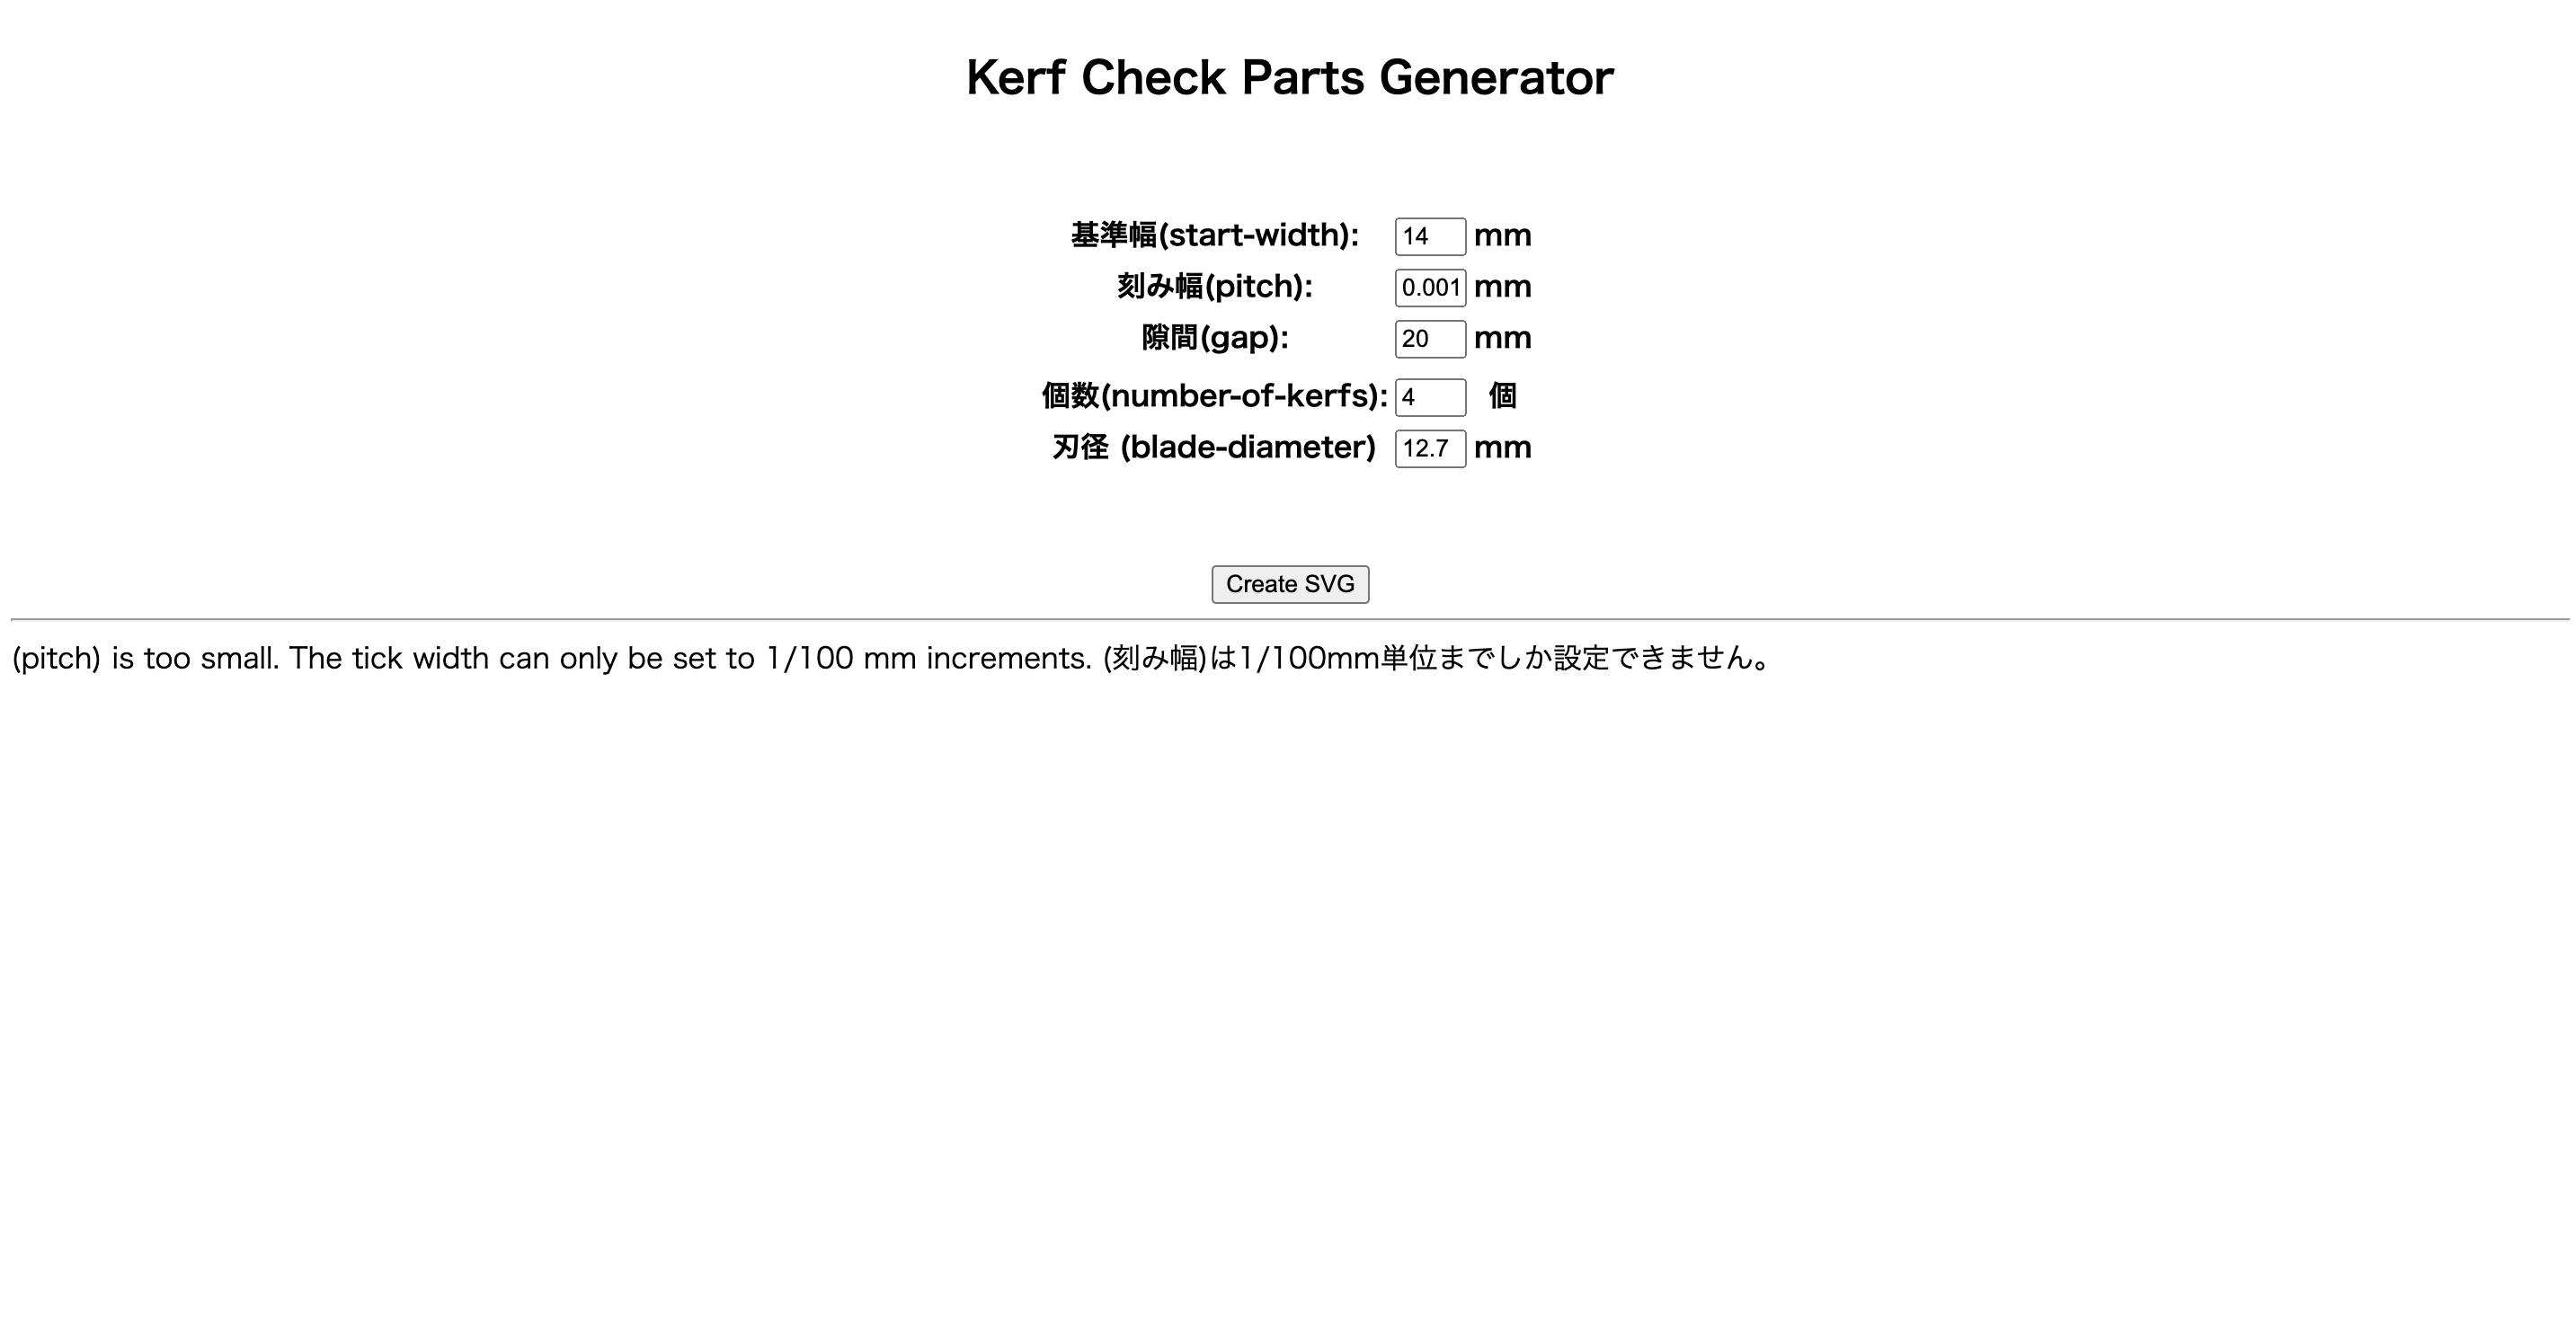 Kerf Check Parts Generator
基準幅(start-width): 14 mm
刻み幅(pitch): 0.001 mm
隙間(gap): 20 mm
個数(number-of-kerfs): 4 個
刃径 (blade-diameter) 12.7 mm
Create SVG
(pitch) is too small. The tick width can only be set to 1/100 mm increments. (刻み幅)は1/100mm単位までしか設定できません。